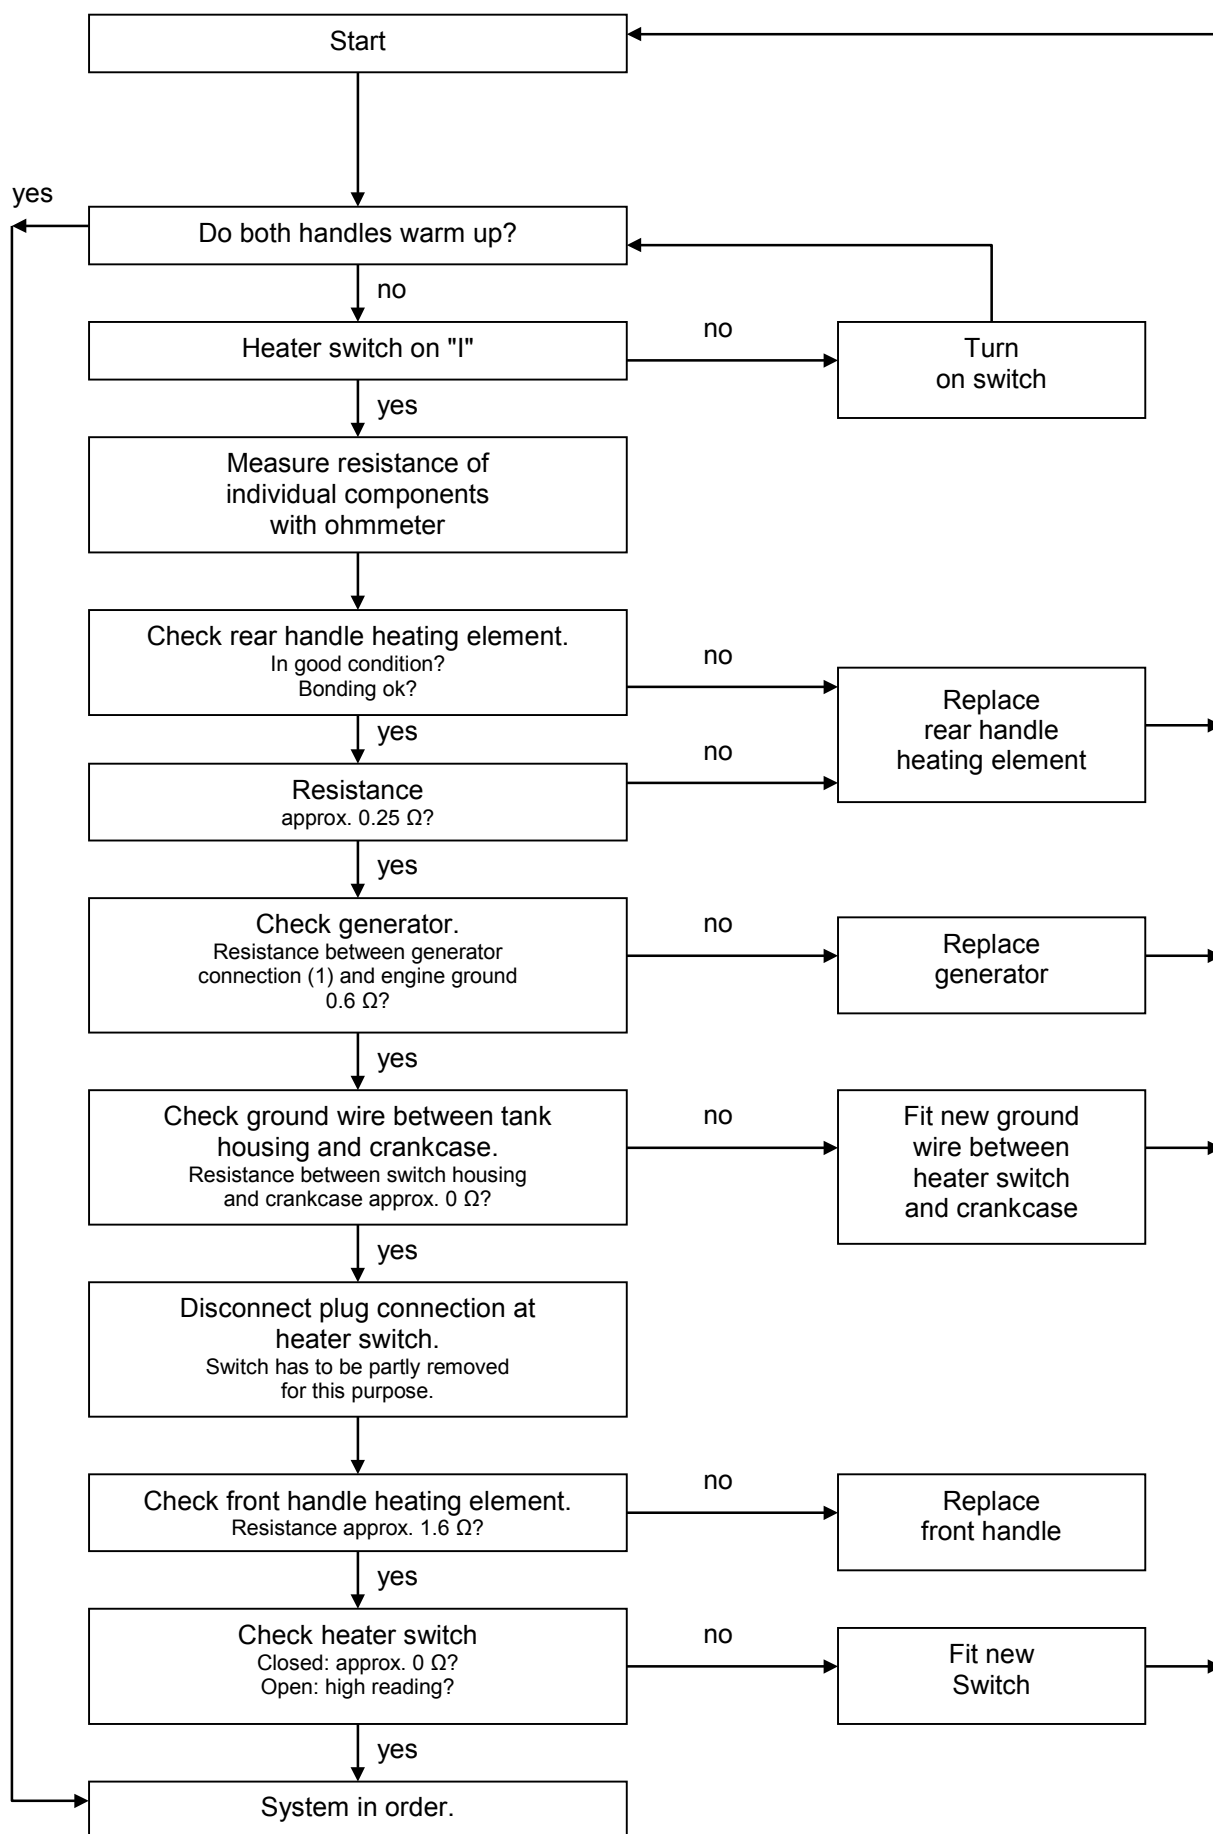 Start
yes
Do both handles warm up?
no
Heater switch on "I"
no
Turn
on switch
yes
Measure resistance of
individual components
with ohmmeter
Check rear handle heating element.
In good condition?
Bonding ok?
no
Replace
rear handle
heating element
yes
no
Resistance
approx. 0.25 Ω?
yes
Check generator.
Resistance between generator
connection (1) and engine ground
0.6 Ω?
no
Replace
generator
yes
Check ground wire between tank
housing and crankcase.
Resistance between switch housing
and crankcase approx. 0 Ω?
no
Fit new ground
wire between
heater switch
and crankcase
yes
Disconnect plug connection at
heater switch.
Switch has to be partly removed
for this purpose.
Check front handle heating element.
Resistance approx. 1.6 Ω?
no
Replace
front handle
yes
Check heater switch
Closed: approx. 0 Ω?
Open: high reading?
no
Fit new
Switch
yes
System in order.